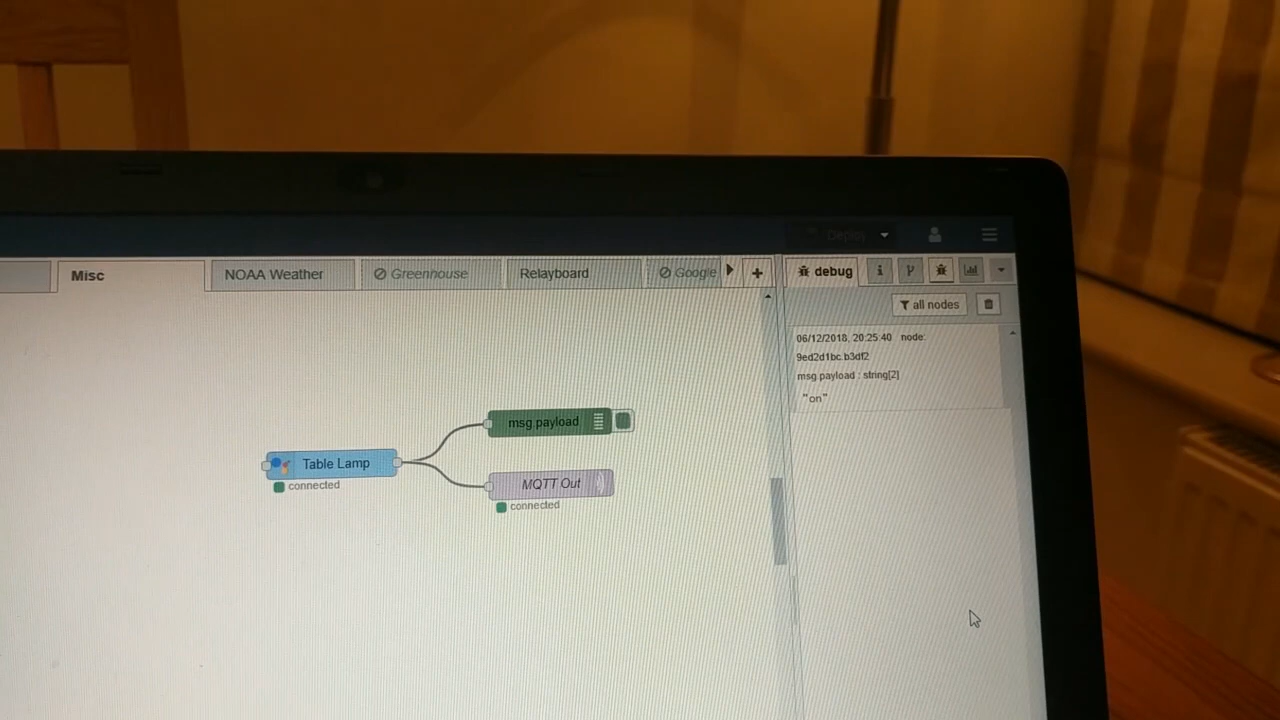 Deploy
Misc
NOAA Weather
Greenhouse
Relayboard
Google
debug
all nodes
06/12/2018, 20:25:40 node:
9ed2d1bc.b3df2
msg.payload : string[2]
"on"
msg.payload
Table Lamp
connected
MQTT Out
connected